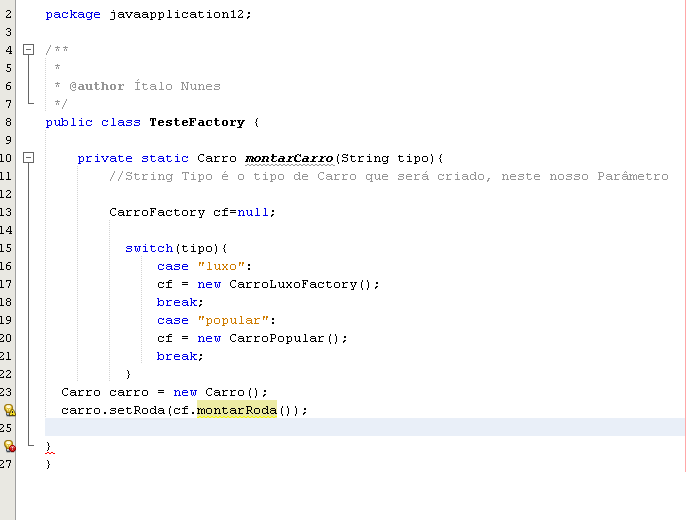 2 package javaapplication12;
3
4 /**
5 *
6 * @author Ítalo Nunes
7 */
8 public class TesteFactory {
9
10 private static Carro montarCarro(String tipo){
11 //String Tipo é o tipo de Carro que será criado, neste nosso Parâmetro
12
13 CarroFactory cf=null;
14
15 switch(tipo){
16 case "luxo":
17 cf = new CarroLuxoFactory();
18 break;
19 case "popular":
20 cf = new CarroPopular();
21 break;
22 }
23 Carro carro = new Carro();
carro.setRoda(cf.montarRoda());
25
}
27 }